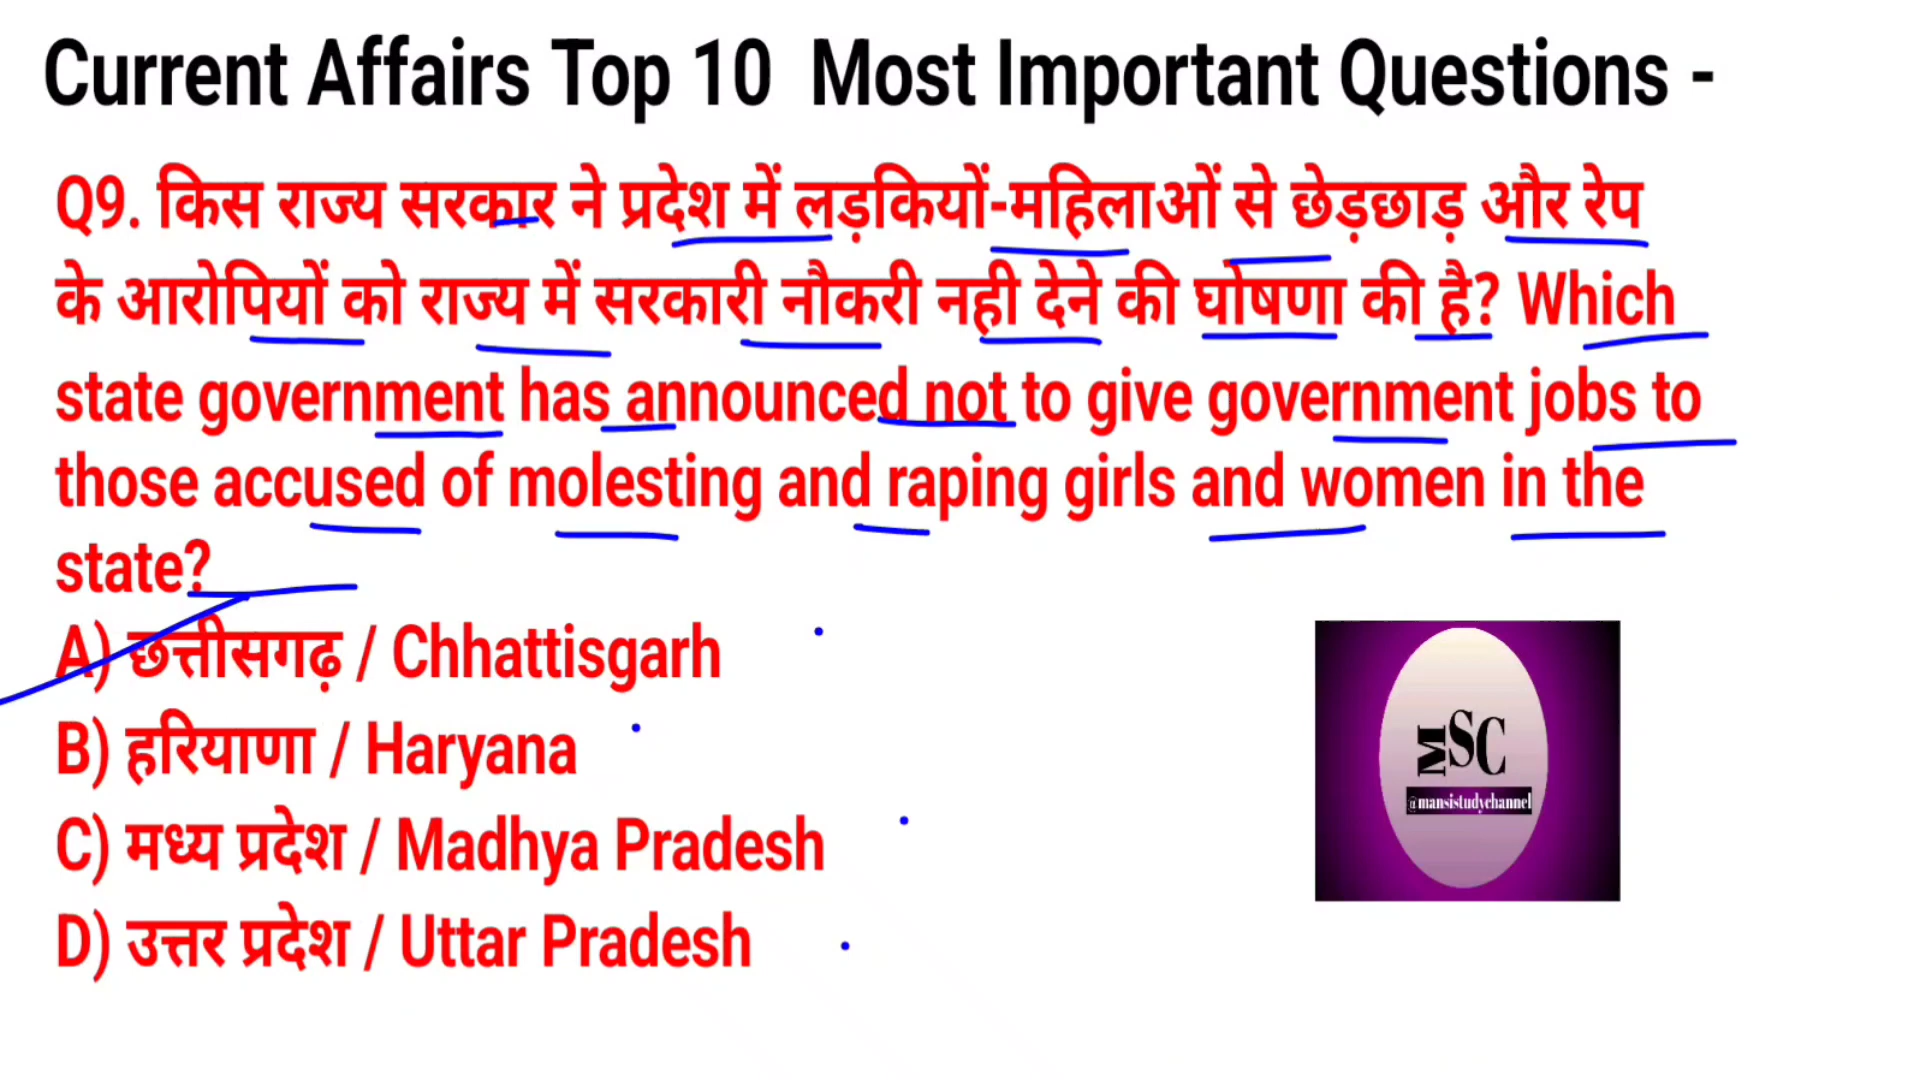 Current Affairs Top 10 Most Important Questions -
Q9. किस राज्य सरकार ने प्रदेश में लड़कियों-महिलाओं से छेड़छाड़ और रेप
के आरोपियों को राज्य में सरकारी नौकरी नही देने की घोषणा की है? Which
state government has announced not to give government jobs to
those accused of molesting and raping girls and women in the
state?
A) छत्तीसगढ़ / Chhattisgarh
B) हरियाणा / Haryana
C) मध्य प्रदेश / Madhya Pradesh
D) उत्तर प्रदेश / Uttar Pradesh
MSC
@mansistudychannel